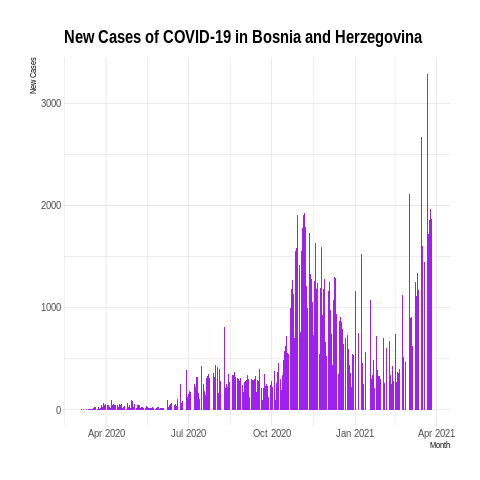 New Cases of COVID-19 in Bosnia and Herzegovina
New Cases
3000
2000
1000
0
Apr 2020 Jul 2020 Oct 2020 Jan 2021 Apr 2021
Month